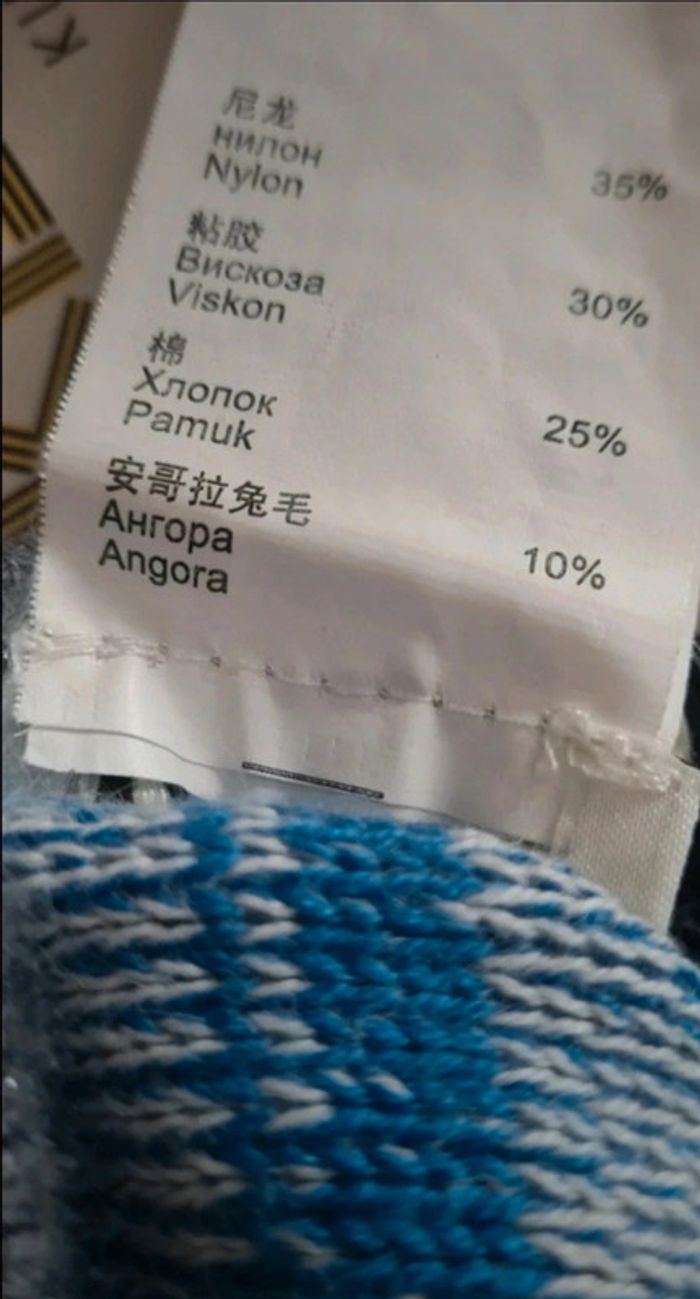 尼龙
нилон
Nylon
35%
粘胶
Вискоза
Viskon
30%
棉
Хлопок
Pamuk
25%
安哥拉兔毛
Ангора
Angora
10%